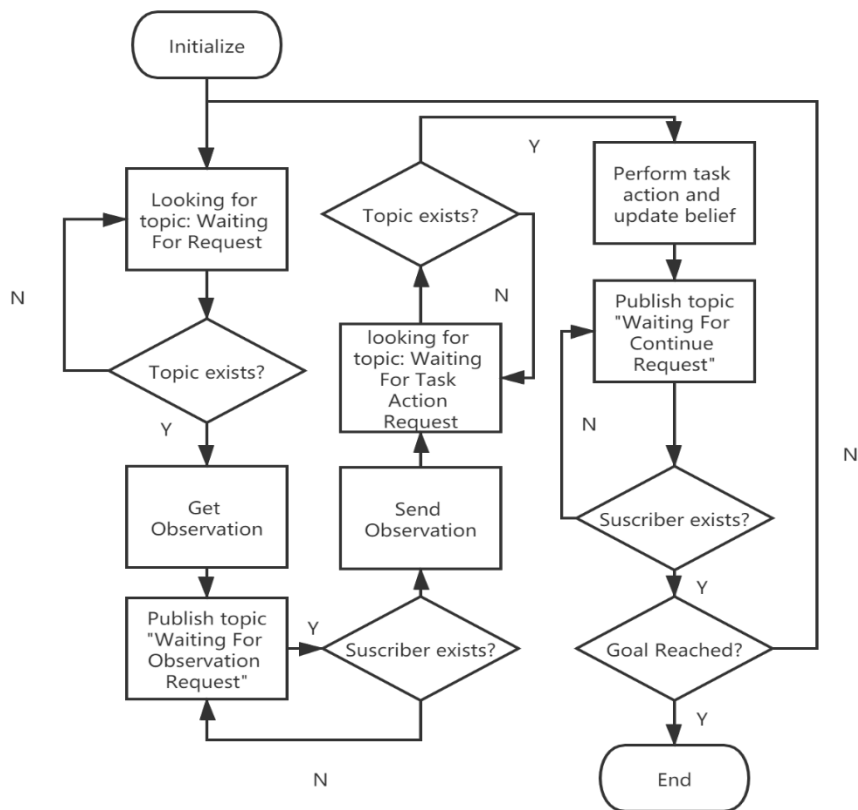 Initialize
Looking for
topic: Waiting
For Request
N
Topic exists?
Y
Get
Observation
Publish topic
"Waiting For
Observation
Request"
Y
Suscriber exists?
N
Send
Observation
looking for
topic: Waiting
For Task
Action
Request
N
Topic exists?
Y
Perform task
action and
update belief
Publish topic
"Waiting For
Continue
Request"
N
Suscriber exists?
Y
Goal Reached?
N
Y
End